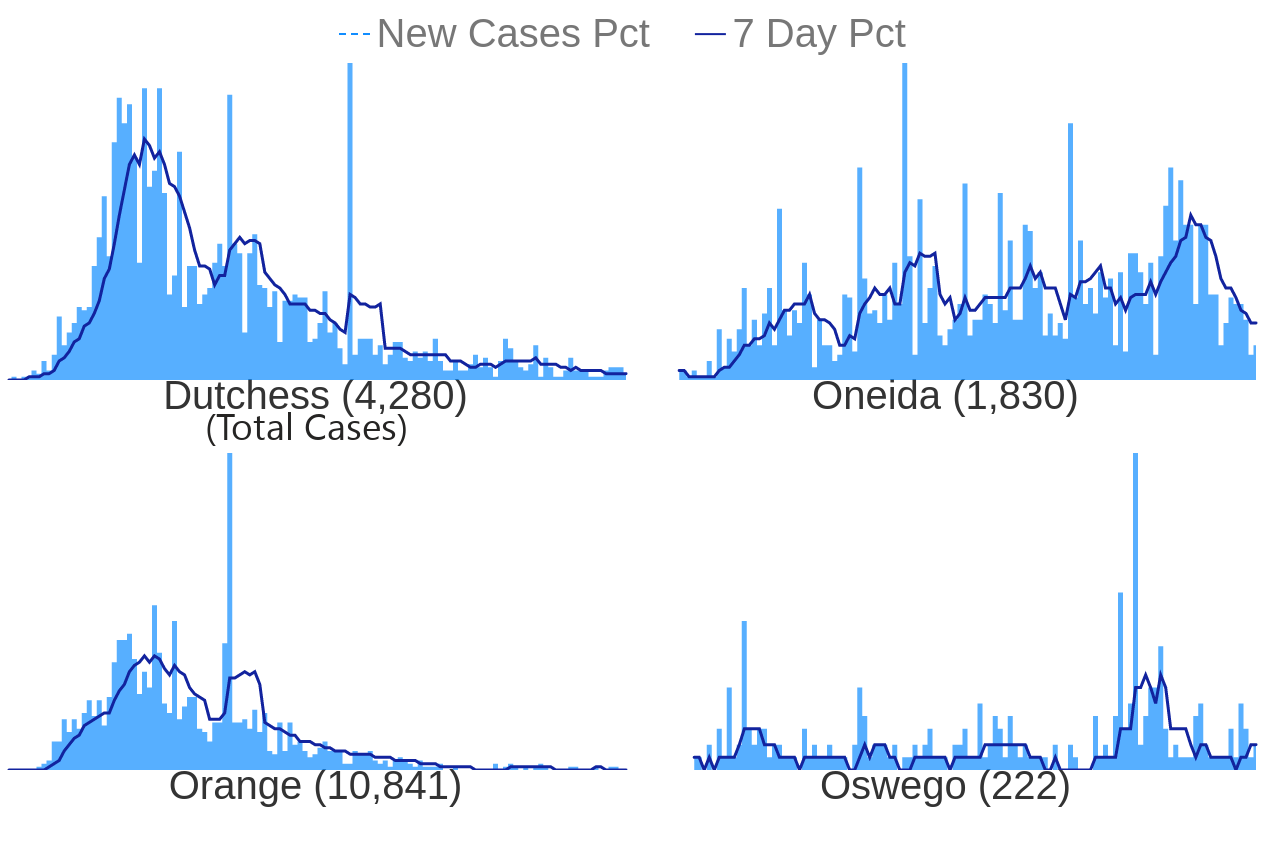 New Cases Pct 7 Day Pct
Dutchess (4,280) Oneida (1,830)
(Total Cases)
Orange (10,841) Oswego (222)